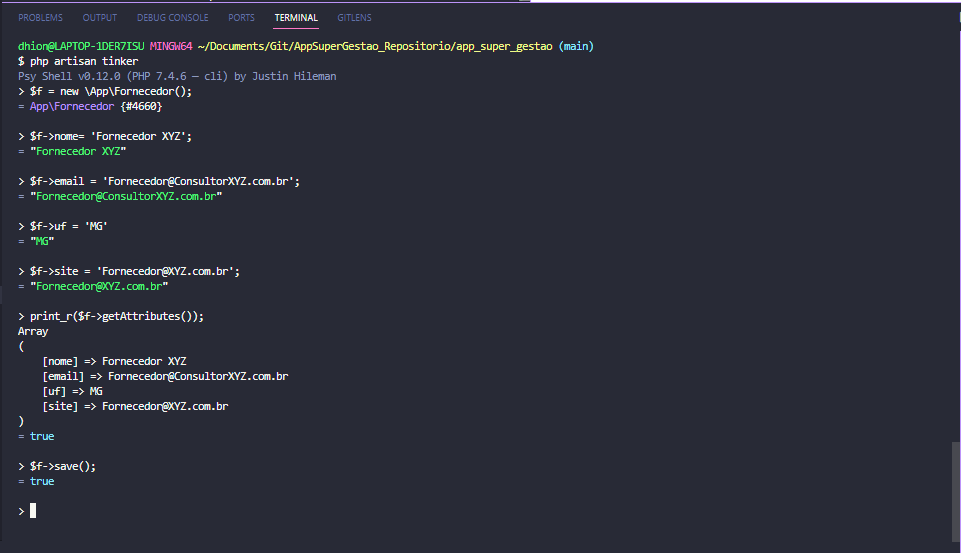 PROBLEMS OUTPUT DEBUG CONSOLE PORTS TERMINAL GITLENS
dhion@LAPTOP-1DER7ISU MINGW64 ~/Documents/Git/AppSuperGestao_Repositorio/app_super_gestao (main)
$ php artisan tinker
Psy Shell v0.12.0 (PHP 7.4.6 — cli) by Justin Hileman
> $f = new \App\Fornecedor();
= App\Fornecedor {#4660}
> $f->nome= 'Fornecedor XYZ';
= "Fornecedor XYZ"
> $f->email = 'Fornecedor@ConsultorXYZ.com.br';
= "Fornecedor@ConsultorXYZ.com.br"
> $f->uf = 'MG'
= "MG"
> $f->site = 'Fornecedor@XYZ.com.br';
= "Fornecedor@XYZ.com.br"
> print_r($f->getAttributes());
Array
(
[nome] => Fornecedor XYZ
[email] => Fornecedor@ConsultorXYZ.com.br
[uf] => MG
[site] => Fornecedor@XYZ.com.br
)
= true
> $f->save();
= true
>